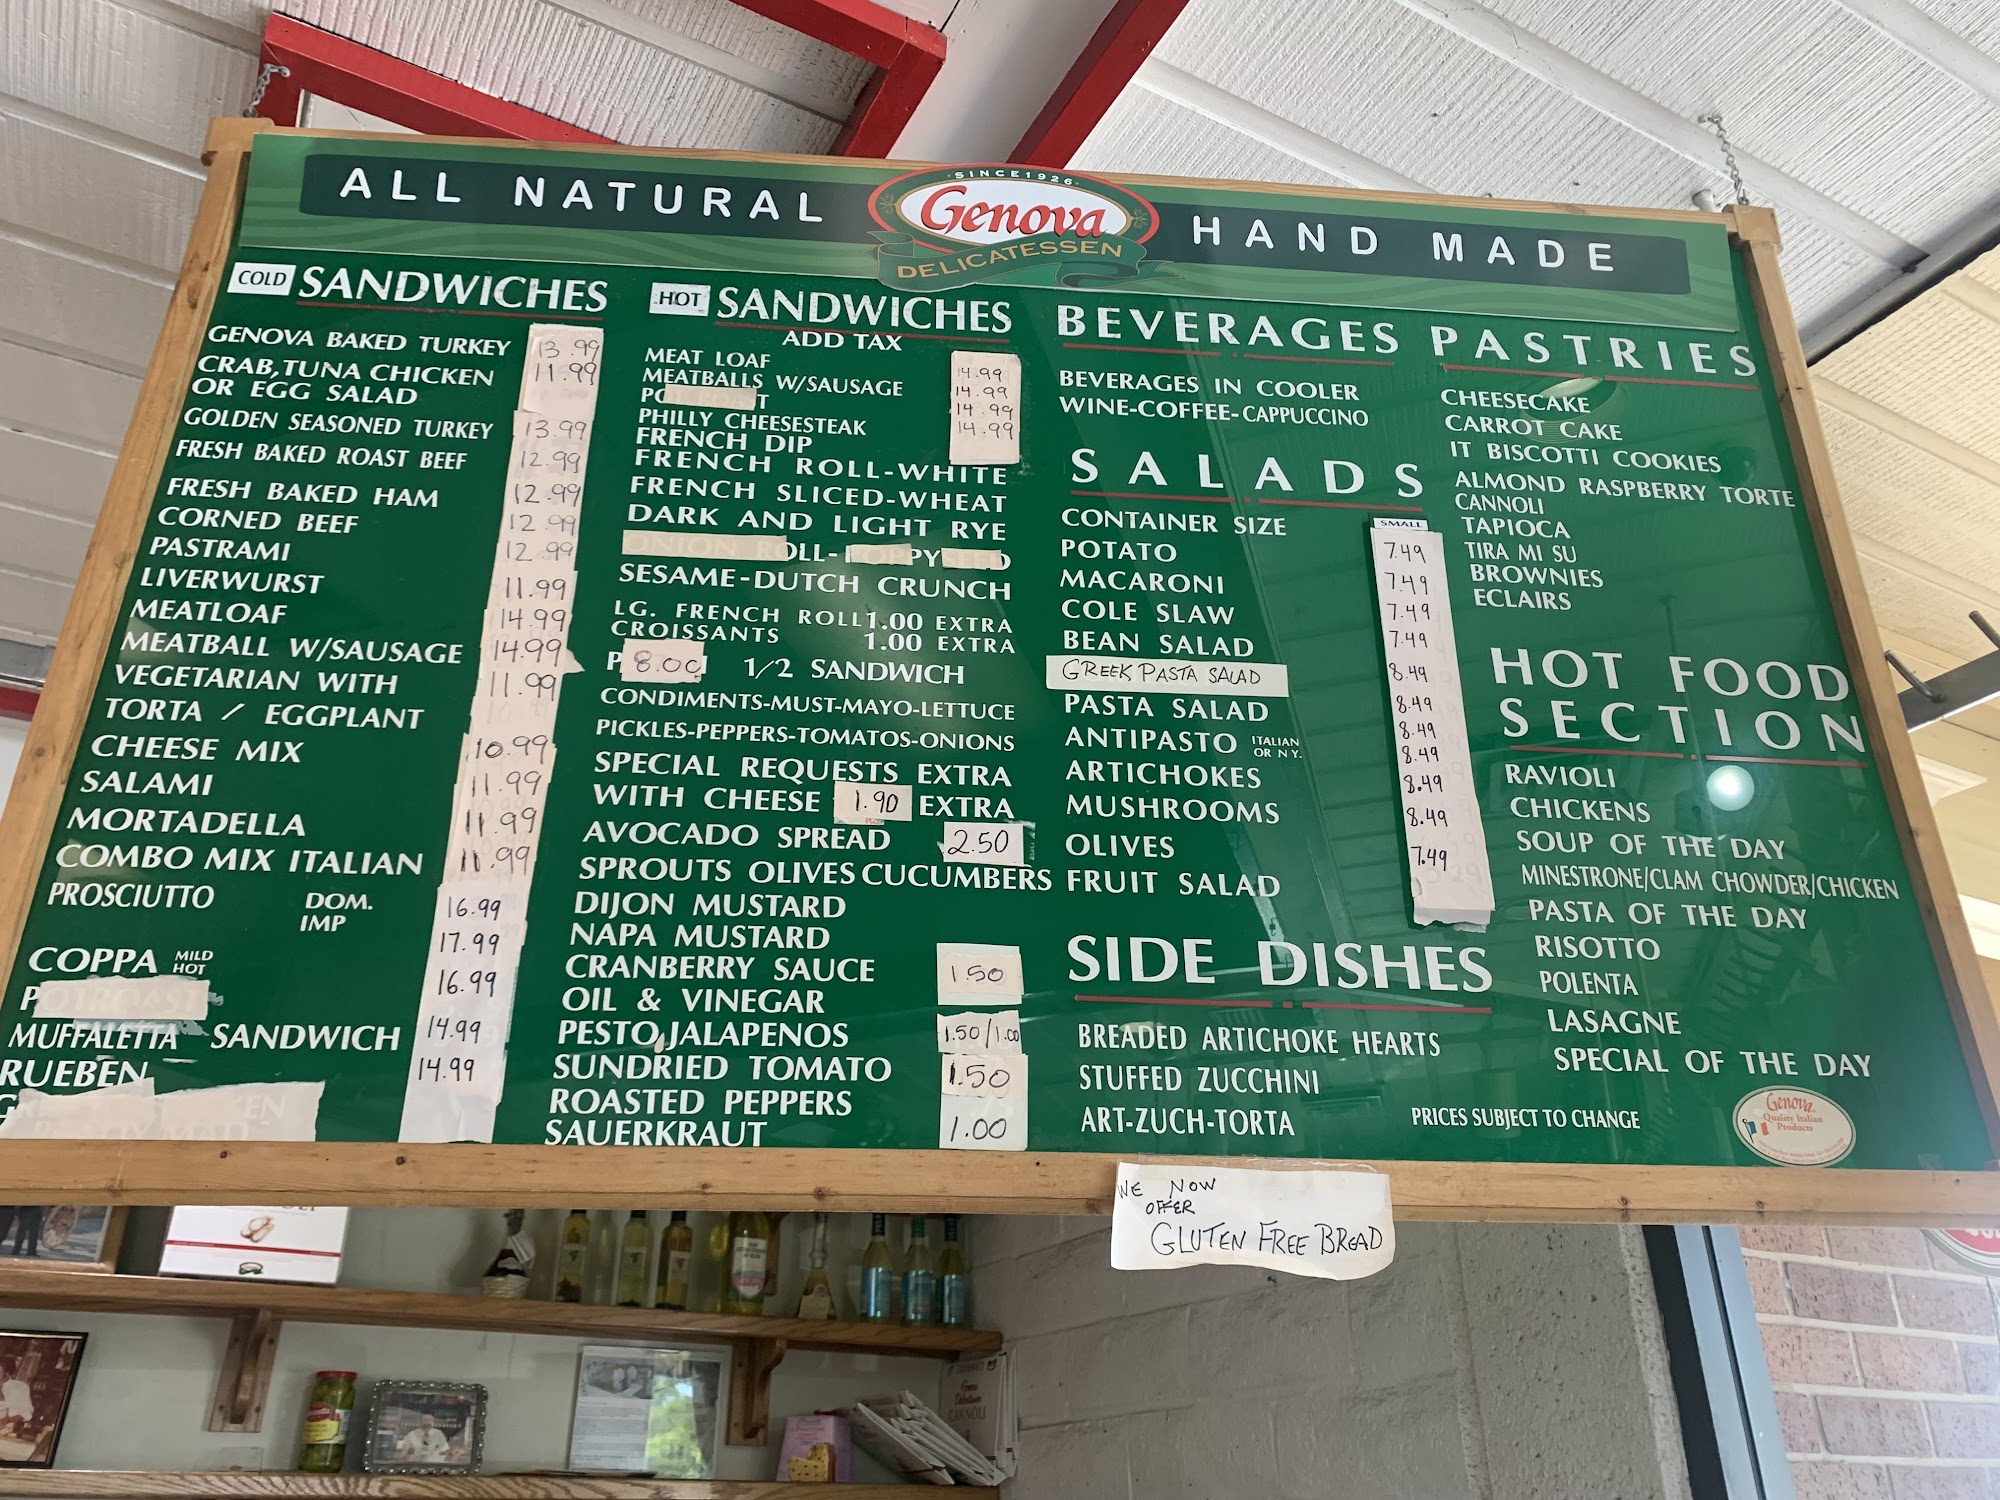 ALL NATURAL
SINCE 1926
Genova
DELICATESSEN
HAND MADE
COLD SANDWICHES
GENOVA BAKED TURKEY 13.99
CRAB, TUNA CHICKEN 11.99
OR EGG SALAD
GOLDEN SEASONED TURKEY 13.99
FRESH BAKED ROAST BEEF 12.99
FRESH BAKED HAM 12.99
CORNED BEEF 12.99
PASTRAMI 12.99
LIVERWURST 11.99
MEATLOAF 14.99
MEATBALL W/SAUSAGE 14.99
VEGETARIAN WITH 11.99
TORTA / EGGPLANT
CHEESE MIX 10.99
SALAMI 11.99
MORTADELLA 11.99
COMBO MIX ITALIAN 11.99
PROSCIUTTO DOM. 16.99
IMP 17.99
COPPA MILD HOT 16.99
MUFFALETTA SANDWICH 14.99
RUEBEN 14.99
HOT SANDWICHES
ADD TAX
MEAT LOAF 14.99
MEATBALLS W/SAUSAGE 14.99
PHILLY CHEESESTEAK 14.99
FRENCH DIP 14.99
FRENCH ROLL-WHITE
FRENCH SLICED-WHEAT
DARK AND LIGHT RYE
SESAME-DUTCH CRUNCH
LG. FRENCH ROLL 1.00 EXTRA
CROISSANTS 1.00 EXTRA
8.00 1/2 SANDWICH
CONDIMENTS-MUST-MAYO-LETTUCE
PICKLES-PEPPERS-TOMATOS-ONIONS
SPECIAL REQUESTS EXTRA
WITH CHEESE 1.90 EXTRA
AVOCADO SPREAD 2.50
SPROUTS OLIVES CUCUMBERS
DIJON MUSTARD
NAPA MUSTARD
CRANBERRY SAUCE 1.50
OIL & VINEGAR
PESTO, JALAPENOS 1.50/1.00
SUNDRIED TOMATO 1.50
ROASTED PEPPERS
SAUERKRAUT 1.00
BEVERAGES
BEVERAGES IN COOLER
WINE-COFFEE-CAPPUCCINO
SALADS
CONTAINER SIZE SMALL
POTATO 7.49
MACARONI 7.49
COLE SLAW 7.49
BEAN SALAD 7.49
GREEK PASTA SALAD 8.49
PASTA SALAD 8.49
ANTIPASTO ITALIAN OR N.Y. 8.49
8.49
ARTICHOKES 8.49
MUSHROOMS 8.49
OLIVES 7.49
FRUIT SALAD
SIDE DISHES
BREADED ARTICHOKE HEARTS
STUFFED ZUCCHINI
ART-ZUCH-TORTA
PASTRIES
CHEESECAKE
CARROT CAKE
IT BISCOTTI COOKIES
ALMOND RASPBERRY TORTE
CANNOLI
TAPIOCA
TIRA MI SU
BROWNIES
ECLAIRS
HOT FOOD
SECTION
RAVIOLI
CHICKENS
SOUP OF THE DAY
MINESTRONE/CLAM CHOWDER/CHICKEN
PASTA OF THE DAY
RISOTTO
POLENTA
LASAGNE
SPECIAL OF THE DAY
PRICES SUBJECT TO CHANGE
Genova
Quality Italian
Products
WE NOW
OFFER
GLUTEN FREE BREAD
CANNOLI